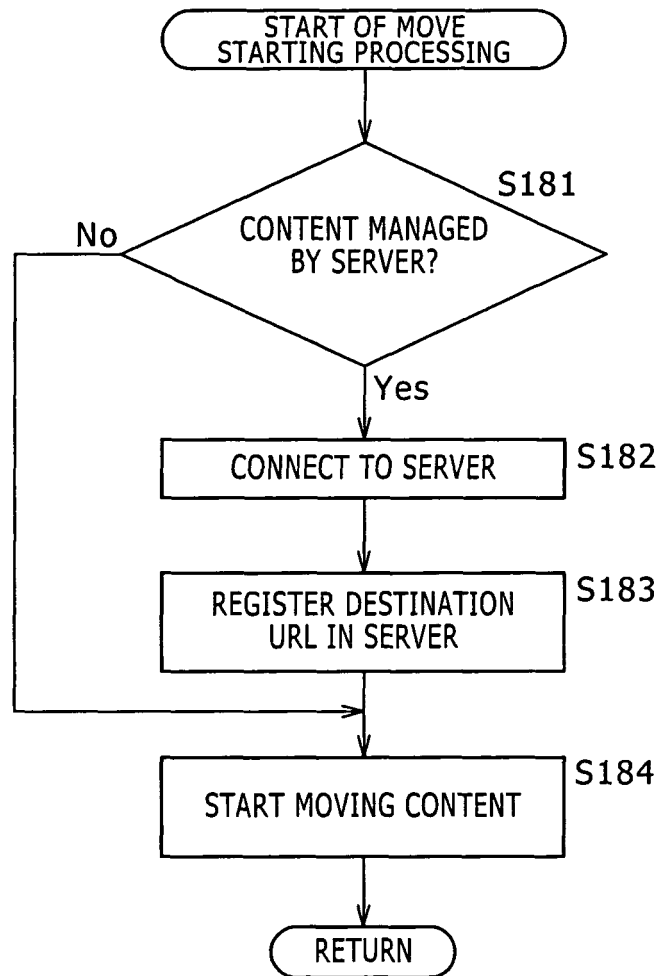 START OF MOVE
STARTING PROCESSING
S181
No
CONTENT MANAGED
BY SERVER?
Yes
CONNECT TO SERVER
S182
REGISTER DESTINATION
URL IN SERVER
S183
START MOVING CONTENT
S184
RETURN